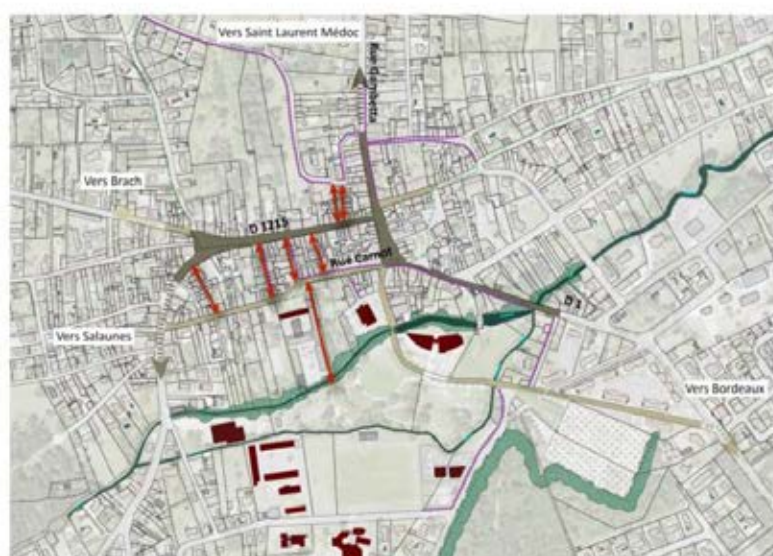 Vers Saint Laurent Médoc
Rue Gambetta
Vers Brach
D 1215
Rue Carnot
D 1
Vers Salaunes
Vers Bordeaux